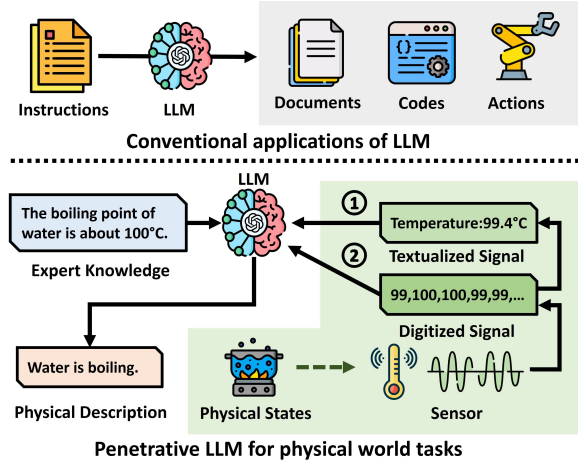 Instructions
LLM
Documents
Codes
Actions
Conventional applications of LLM
LLM
The boiling point of
water is about 100°C.
Expert Knowledge
①
Temperature:99.4°C
Textualized Signal
②
99,100,100,99,99,...
Digitized Signal
Water is boiling.
Physical Description
Physical States
Sensor
Penetrative LLM for physical world tasks